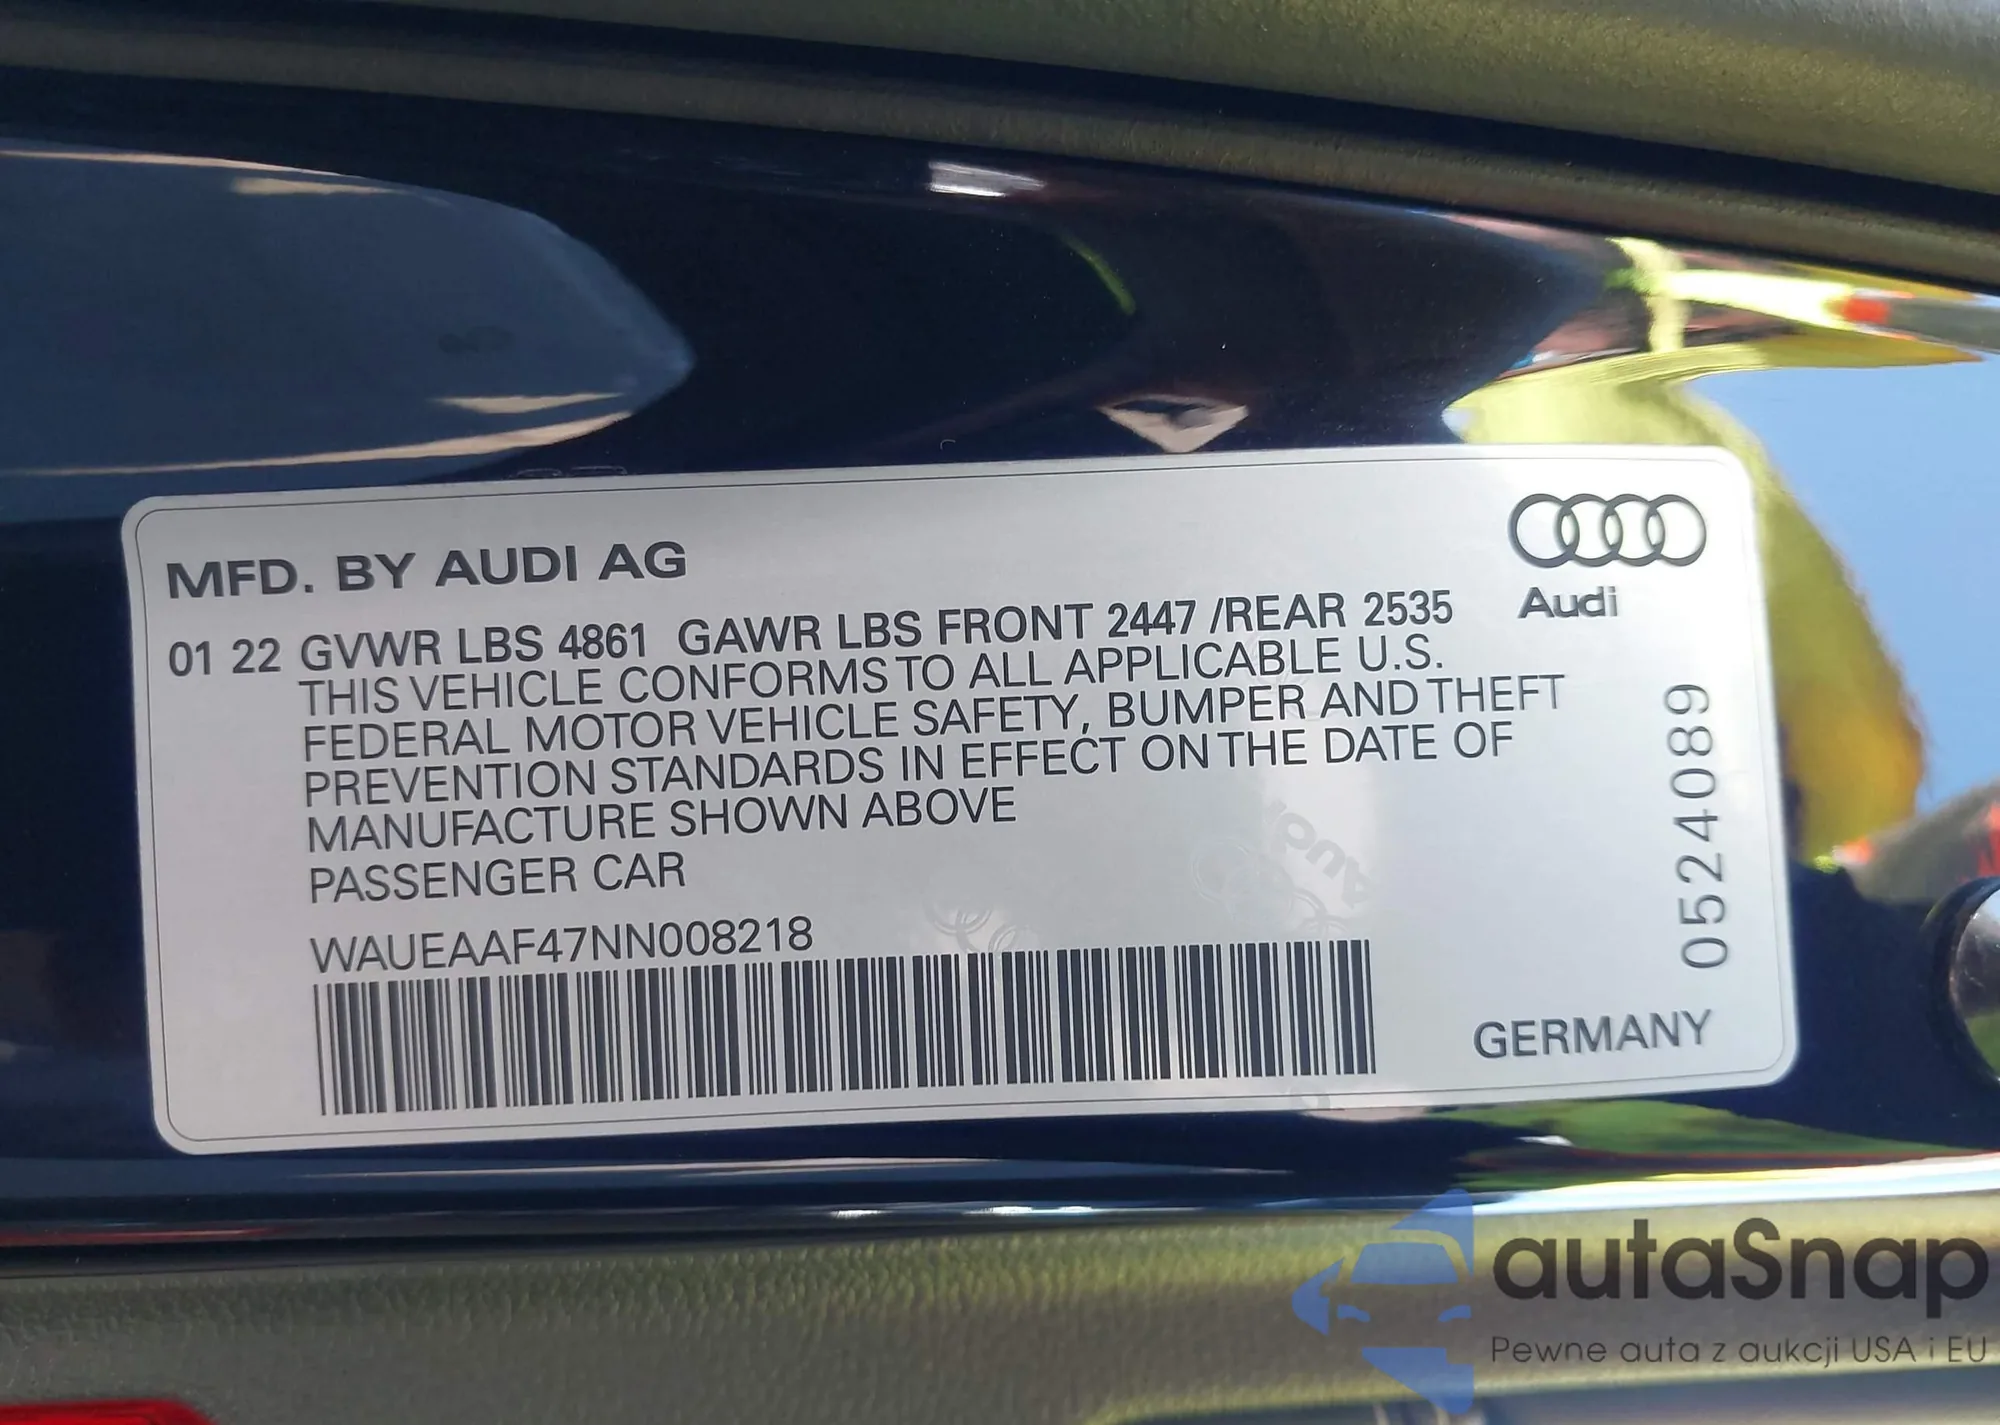 MFD. BY AUDI AG
Audi
01 22 GVWR LBS 4861 GAWR LBS FRONT 2447 /REAR 2535
THIS VEHICLE CONFORMS TO ALL APPLICABLE U.S.
FEDERAL MOTOR VEHICLE SAFETY, BUMPER AND THEFT
PREVENTION STANDARDS IN EFFECT ON THE DATE OF
MANUFACTURE SHOWN ABOVE
PASSENGER CAR
WAUEAAF47NN008218
0524089
GERMANY
autaSnap
Pewne auta z aukcji USA i EU